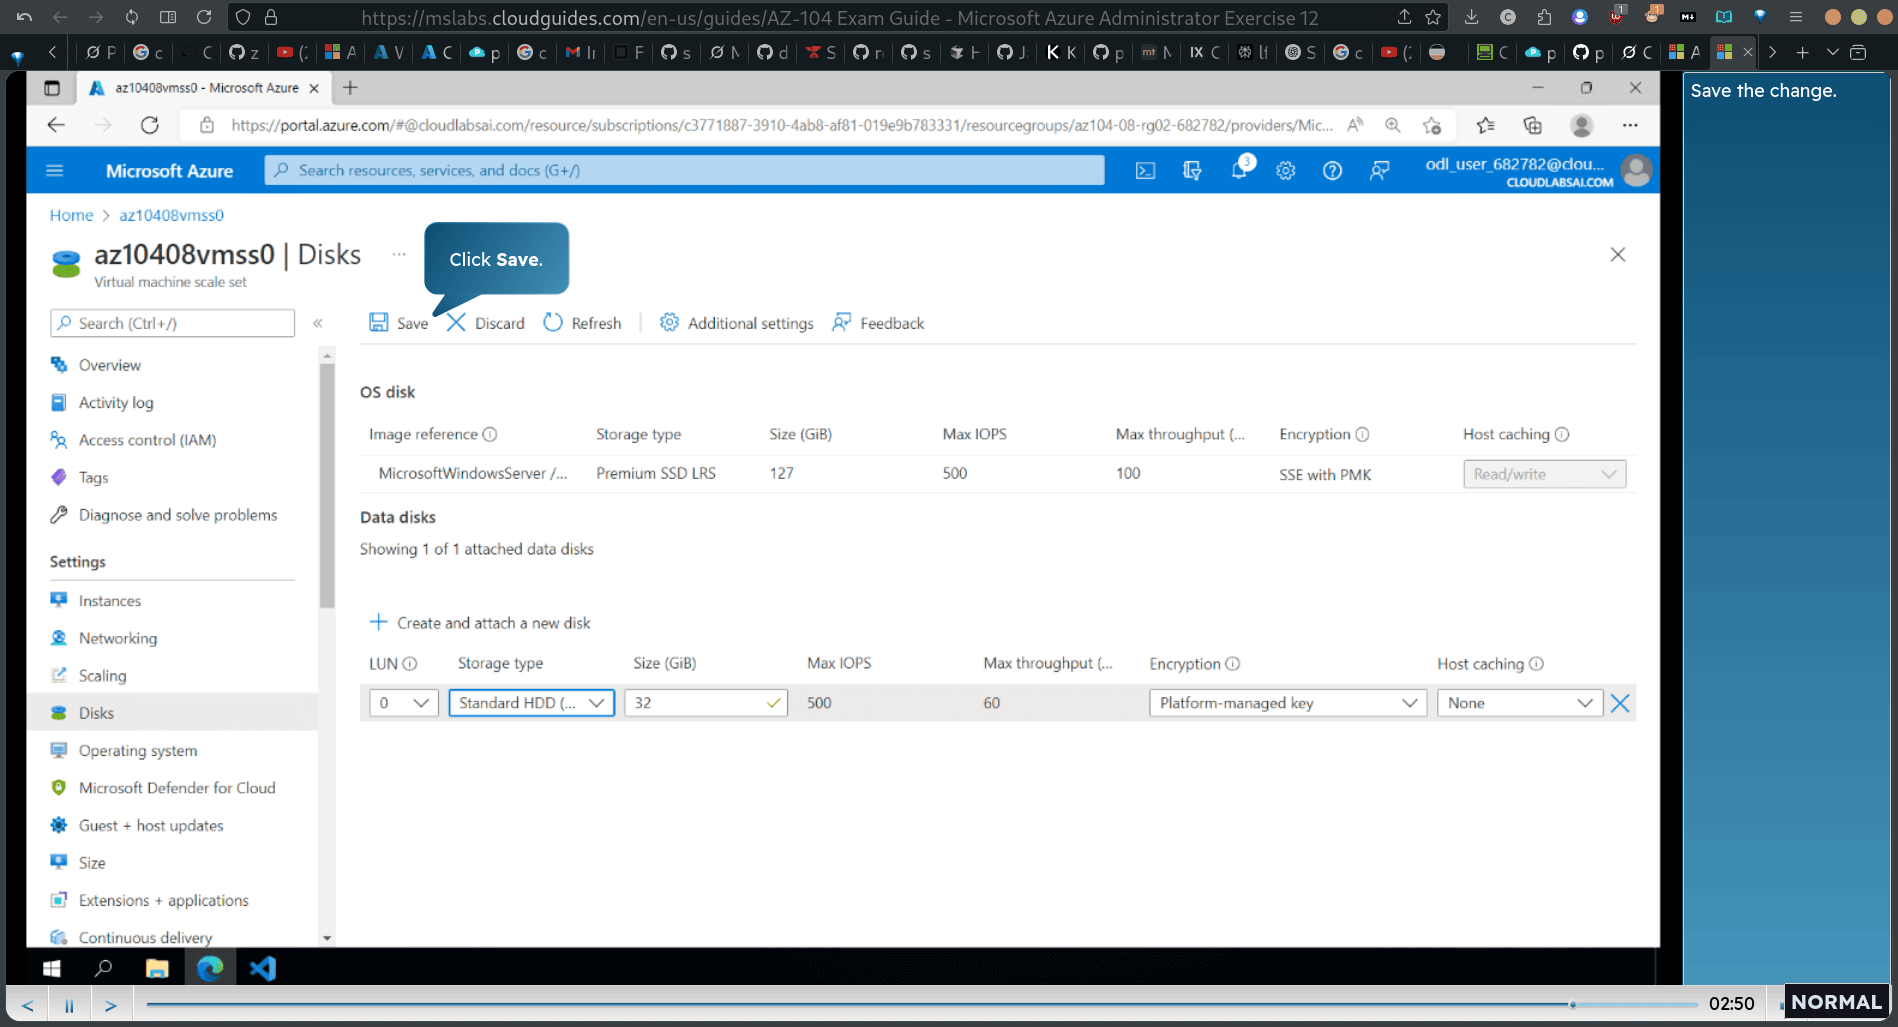 https://mslabs.cloudguides.com/en-us/guides/AZ-104 Exam Guide - Microsoft Azure Administrator Exercise 12
az10408vmss0 - Microsoft Azure
https://portal.azure.com/#@cloudlabsai.com/resource/subscriptions/c3771887-3910-4ab8-af81-019e9b783331/resourcegroups/az104-08-rg02-682782/providers/Mic...
Save the change.
Microsoft Azure
Search resources, services, and docs (G+/)
3
odl_user_682782@clou...
CLOUDLABSAI.COM
Home > az10408vmss0
az10408vmss0 | Disks
...
Virtual machine scale set
Click Save.
Search (Ctrl+/)
«
Save
Discard
Refresh
Additional settings
Feedback
Overview
Activity log
Access control (IAM)
Tags
Diagnose and solve problems
Settings
Instances
Networking
Scaling
Disks
Operating system
Microsoft Defender for Cloud
Guest + host updates
Size
Extensions + applications
Continuous delivery
OS disk
Image reference Storage type Size (GiB) Max IOPS Max throughput (... Encryption Host caching
MicrosoftWindowsServer /... Premium SSD LRS 127 500 100 SSE with PMK Read/write
Data disks
Showing 1 of 1 attached data disks
Create and attach a new disk
LUN Storage type Size (GiB) Max IOPS Max throughput (... Encryption Host caching
0 Standard HDD (... 32 500 60 Platform-managed key None
02:50
NORMAL